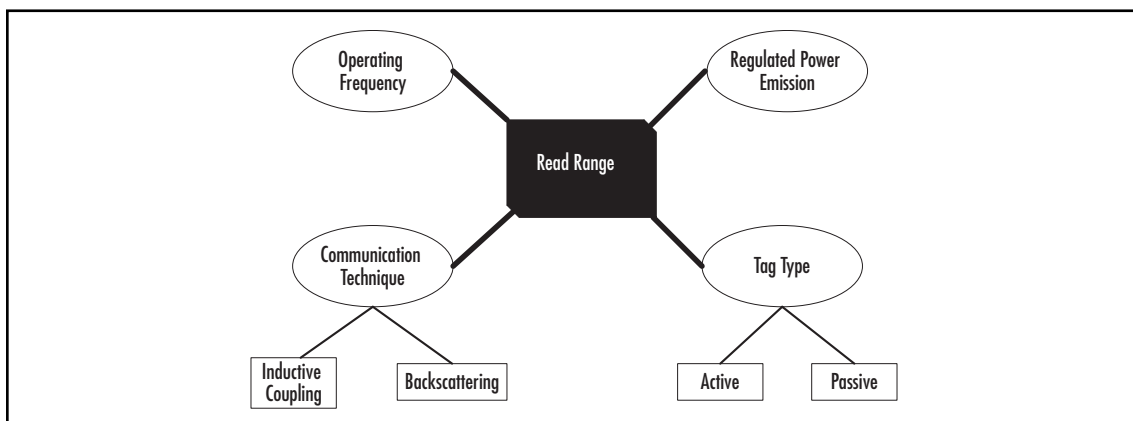 Operating
Frequency
Regulated Power
Emission
Read Range
Communication
Technique
Tag Type
Inductive
Coupling
Backscattering
Active
Passive